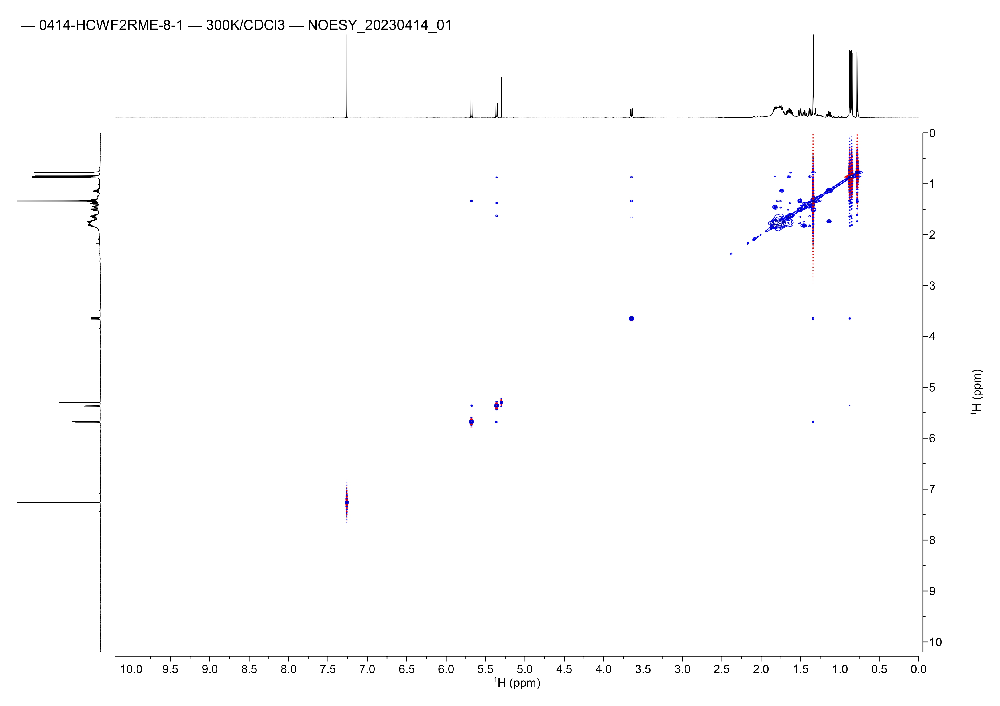 — 0414-HCWF2RME-8-1 — 300K/CDCl3 — NOESY_20230414_01
0
1
2
3
4
5
6
7
8
9
10
¹H (ppm)
10.0 9.5 9.0 8.5 8.0 7.5 7.0 6.5 6.0 5.5 5.0 4.5 4.0 3.5 3.0 2.5 2.0 1.5 1.0 0.5 0.0
¹H (ppm)